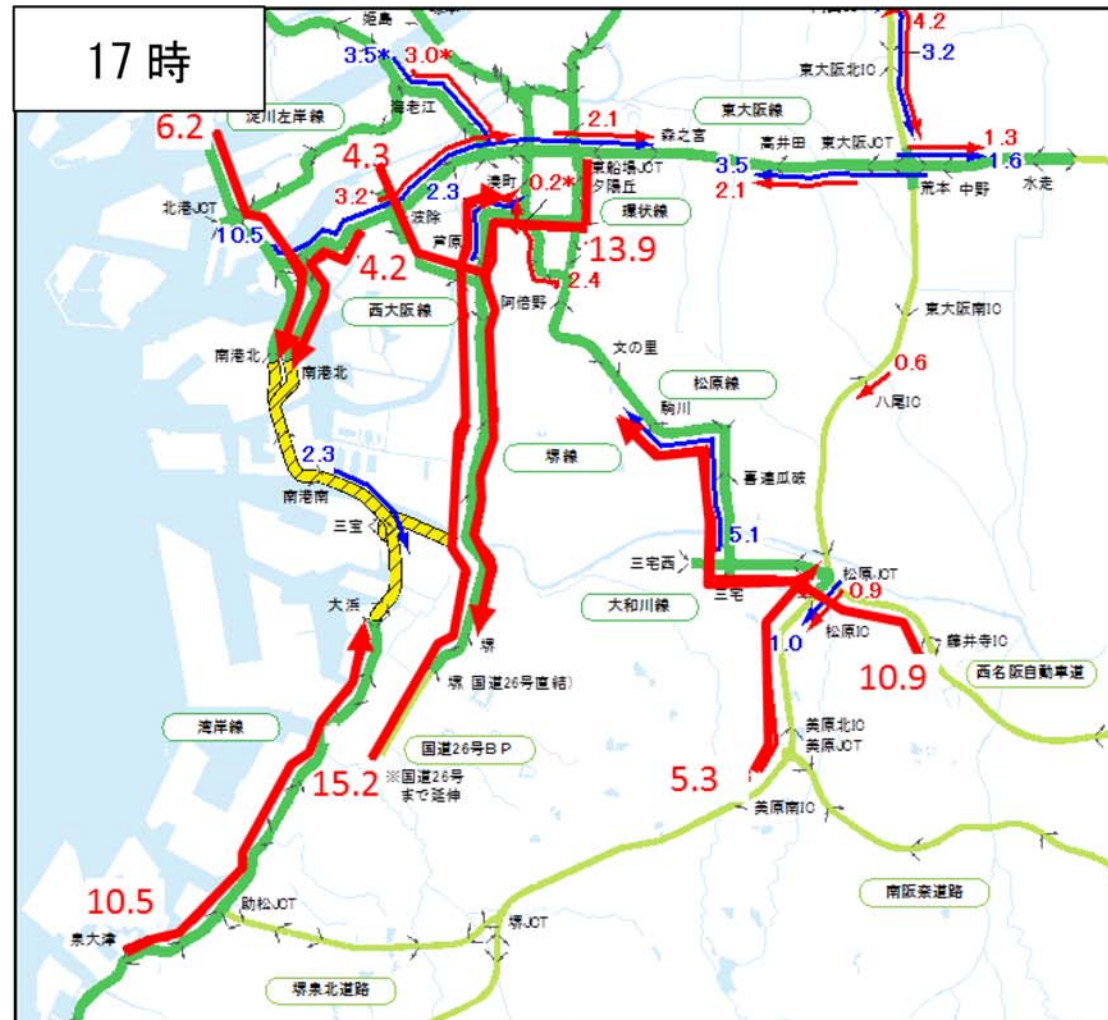 17時
姫島
3.5*
3.0*
4.2
3.2
東大阪北IC
海老江
淀川左岸線
東大阪線
6.2
2.1
森之宮
高井田
東大阪JCT
1.3
1.6
4.3
東船場JCT
湊町
0.2*
夕陽丘
3.5
2.1
荒本
中野
水走
北港JCT
3.2
2.3
波除
芦原
環状線
10.5
4.2
13.9
2.4
西大阪線
阿倍野
東大阪南IC
南港北
南港北
文の里
0.6
松原線
八尾IC
駒川
2.3
堺線
南港南
喜連瓜破
三宝
5.1
三宅西
松原JCT
大浜
大和川線
三宅
0.9
松原IC
1.0
藤井寺IC
堺
10.9
西名阪自動車道
堺(国道26号直結)
湾岸線
国道26号BP
美原北IC
美原JCT
15.2
※国道26号
まで延伸
5.3
美原南IC
10.5
助松JCT
堺JCT
南阪奈道路
泉大津
堺泉北道路